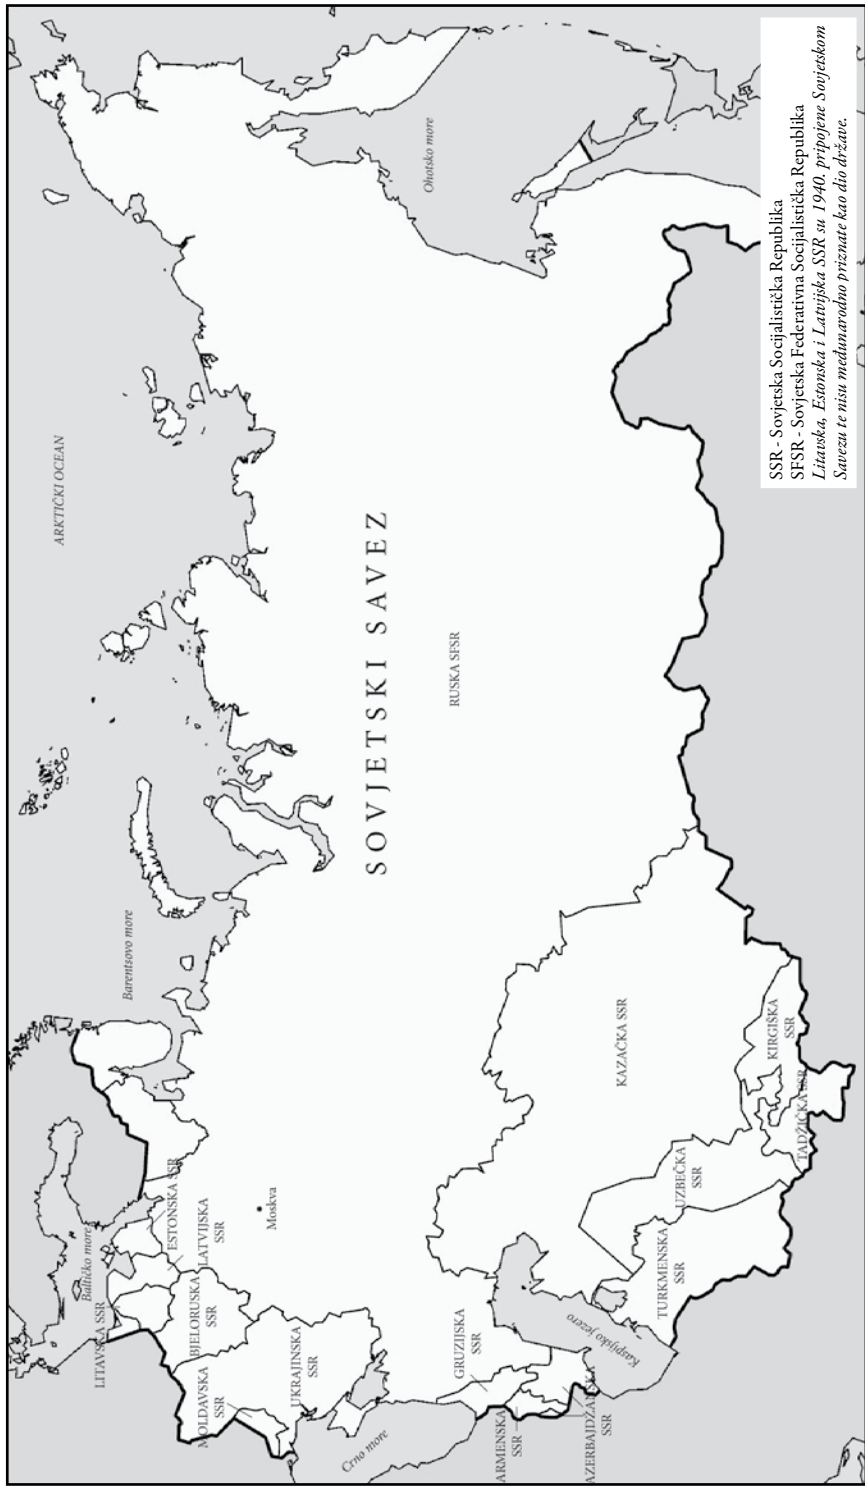 ARKTIČKI OCEAN
Barentsovo more
Ohotsko more
Baltičko more
SOVJETSKI SAVEZ
RUSKA SFSR
Moskva
ESTONSKA SSR
LATVIJSKA
SSR
LITAVSKA SSR
BJELORUSKA
SSR
MOLDAVSKA
SSR
UKRAJINSKA
SSR
Crno more
GRUZIJSKA
SSR
ARMENSKA
SSR
AZERBAJDŽANSKA
SSR
Kaspijsko jezero
KAZAČKA SSR
UZBEČKA
SSR
TURKMENSKA
SSR
KIRGIŠKA
SSR
TADŽIČKA SSR
SSR - Sovjetska Socijalistička Republika
SFSR - Sovjetska Federativna Socijalistička Republika
Litavska, Estonska i Latvijska SSR su 1940. pripojene Sovjetskom
Savezu te nisu međunarodno priznate kao dio države.